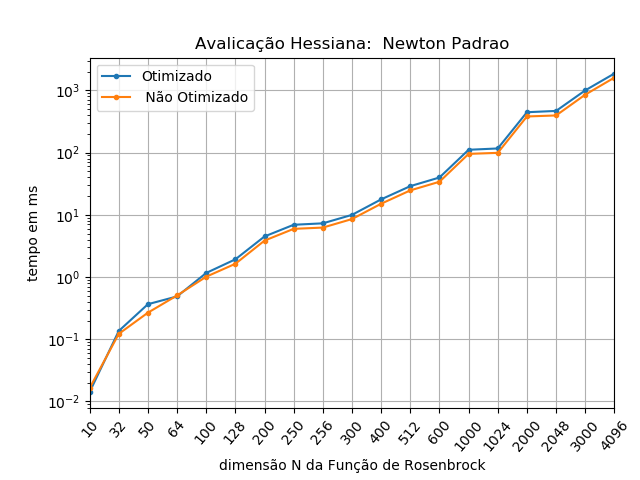 Avalicação Hessiana:  Newton Padrao
Otimizado
Não Otimizado
tempo em ms
10³
10²
10¹
10⁰
10⁻¹
10⁻²
10 32 50 64 100 128 200 250 256 300 400 512 600 1000 1024 2000 2048 3000 4096
dimensão N da Função de Rosenbrock